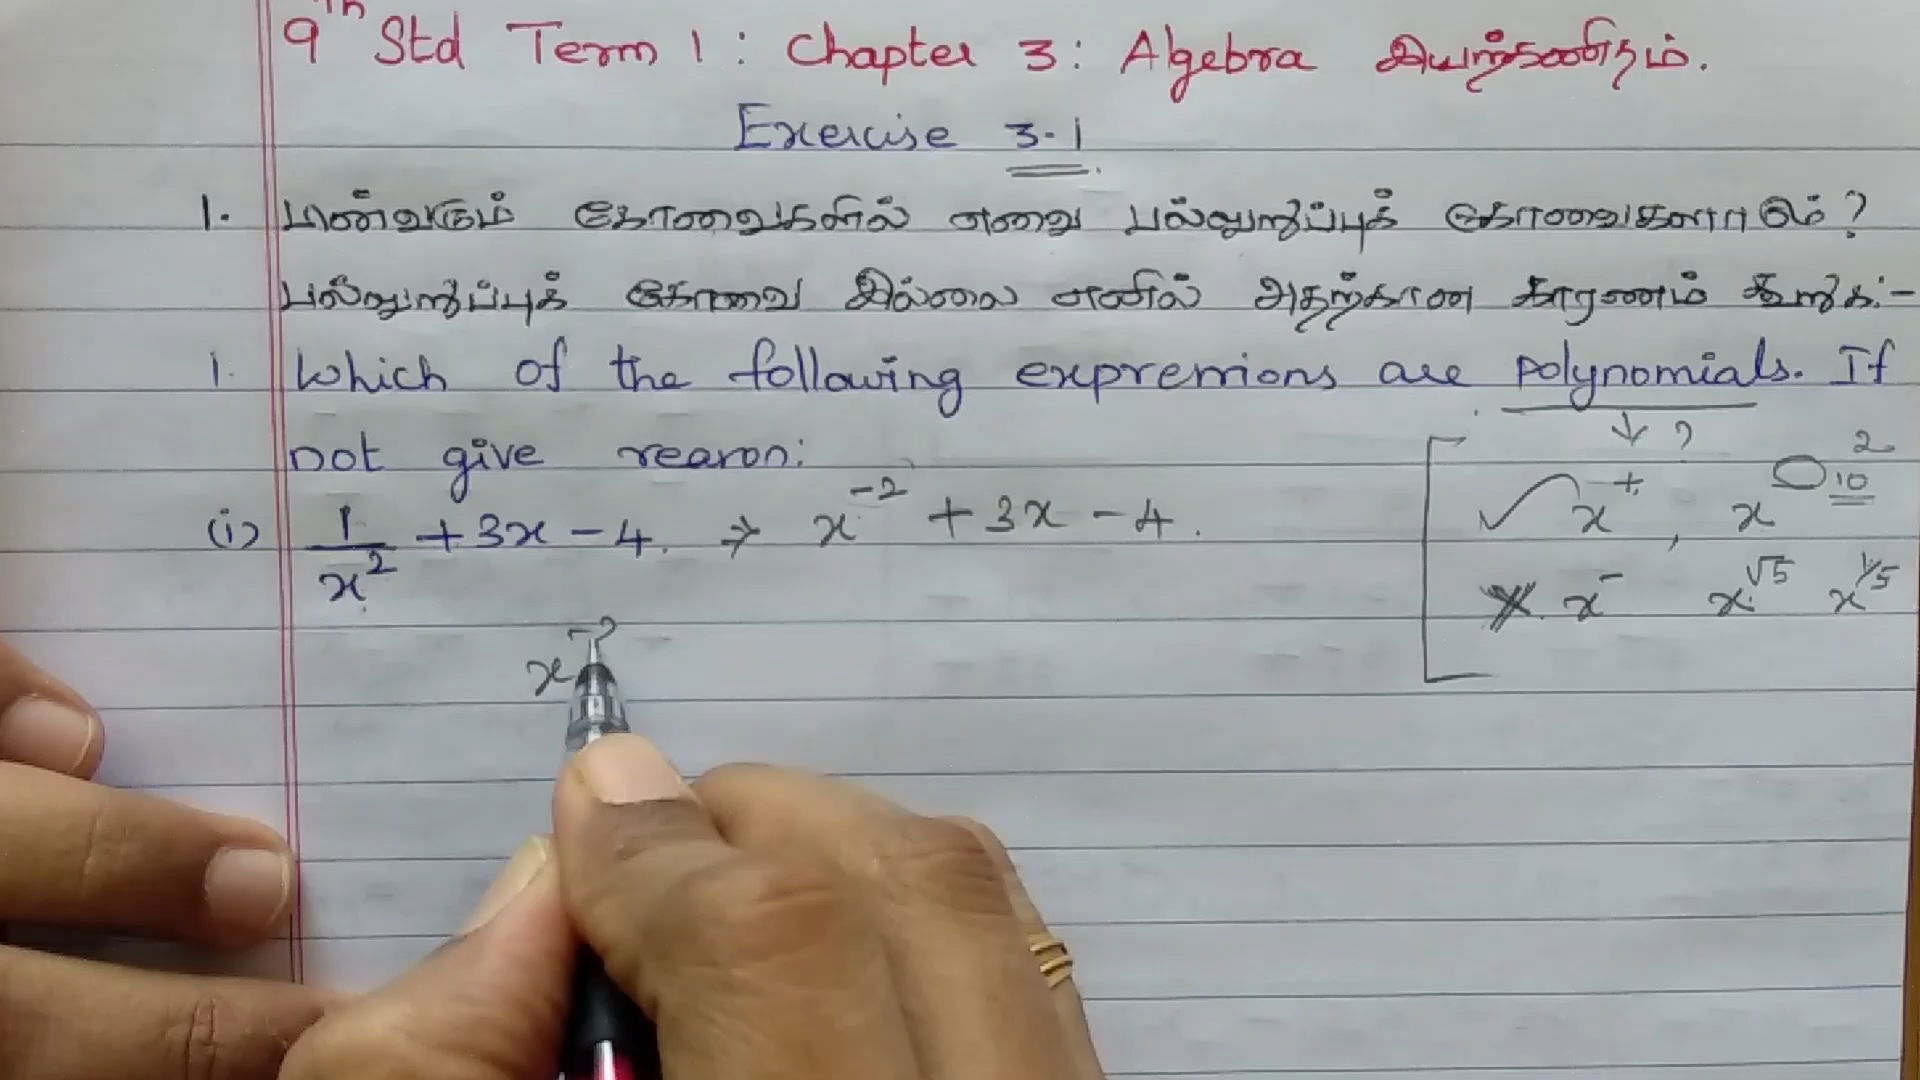 9th Std Term 1 : Chapter 3 : Algebra இயற்கணிதம்.
Exercise 3.1
1. பின்வரும் கோவைகளில் எவை பல்லுறுப்புக் கோவைகளாகும்?
பல்லுறுப்புக் கோவை இல்லை எனில் அதற்கான காரணம் கூறுக:-
1. Which of the following expressions are polynomials. If
not give reason:
(i) 1/x² + 3x - 4. ⇒ x⁻² + 3x - 4.
↓ ?
✓ x⁺, x 10 2
x⁻ x^√5 x^1/5
x⁻²